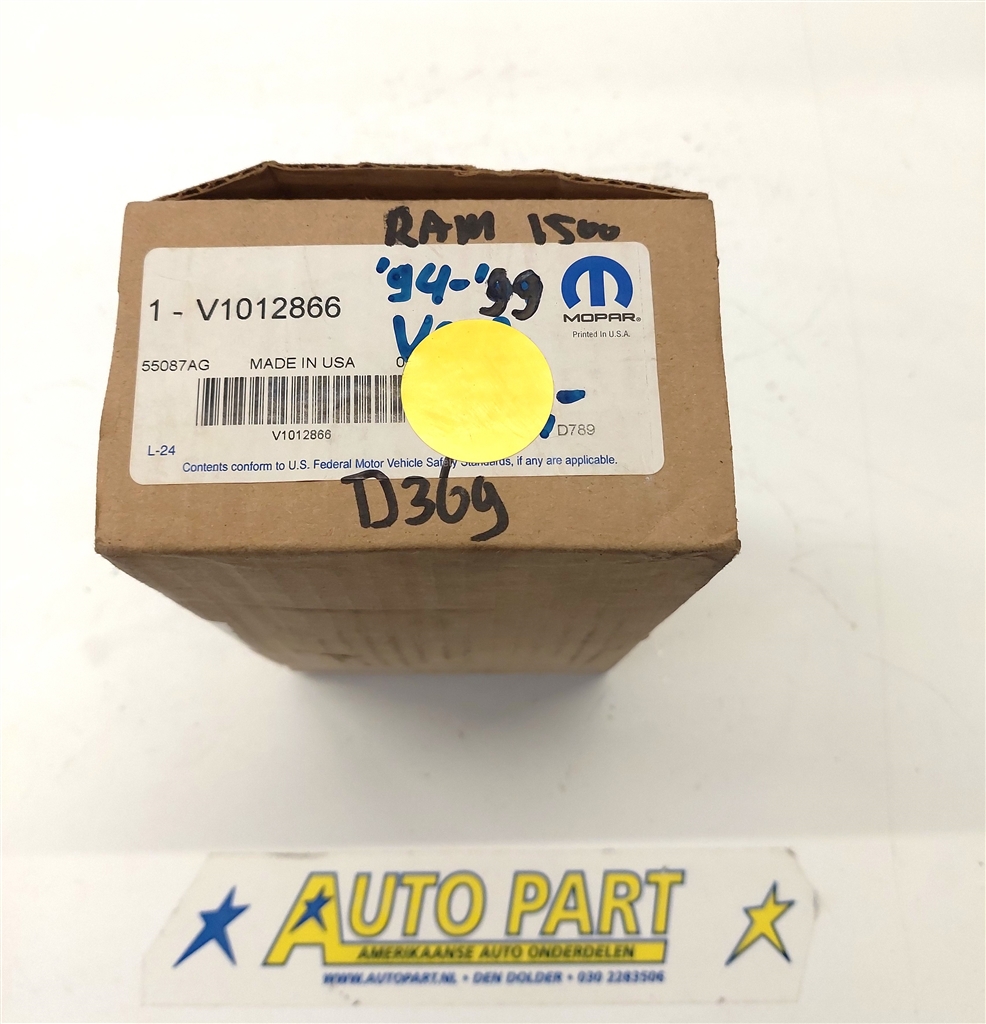 RAM 1500
'94-'99
1 - V1012866
MOPAR®
Printed in U.S.A.
55087AG MADE IN USA
V1012866
D789
L-24
Contents conform to U.S. Federal Motor Vehicle Safety Standards, if any are applicable.
D369
AUTO PART
AMERIKAANSE AUTO ONDERDELEN
WWW.AUTOPART.NL • DEN DOLDER • 030 2283506